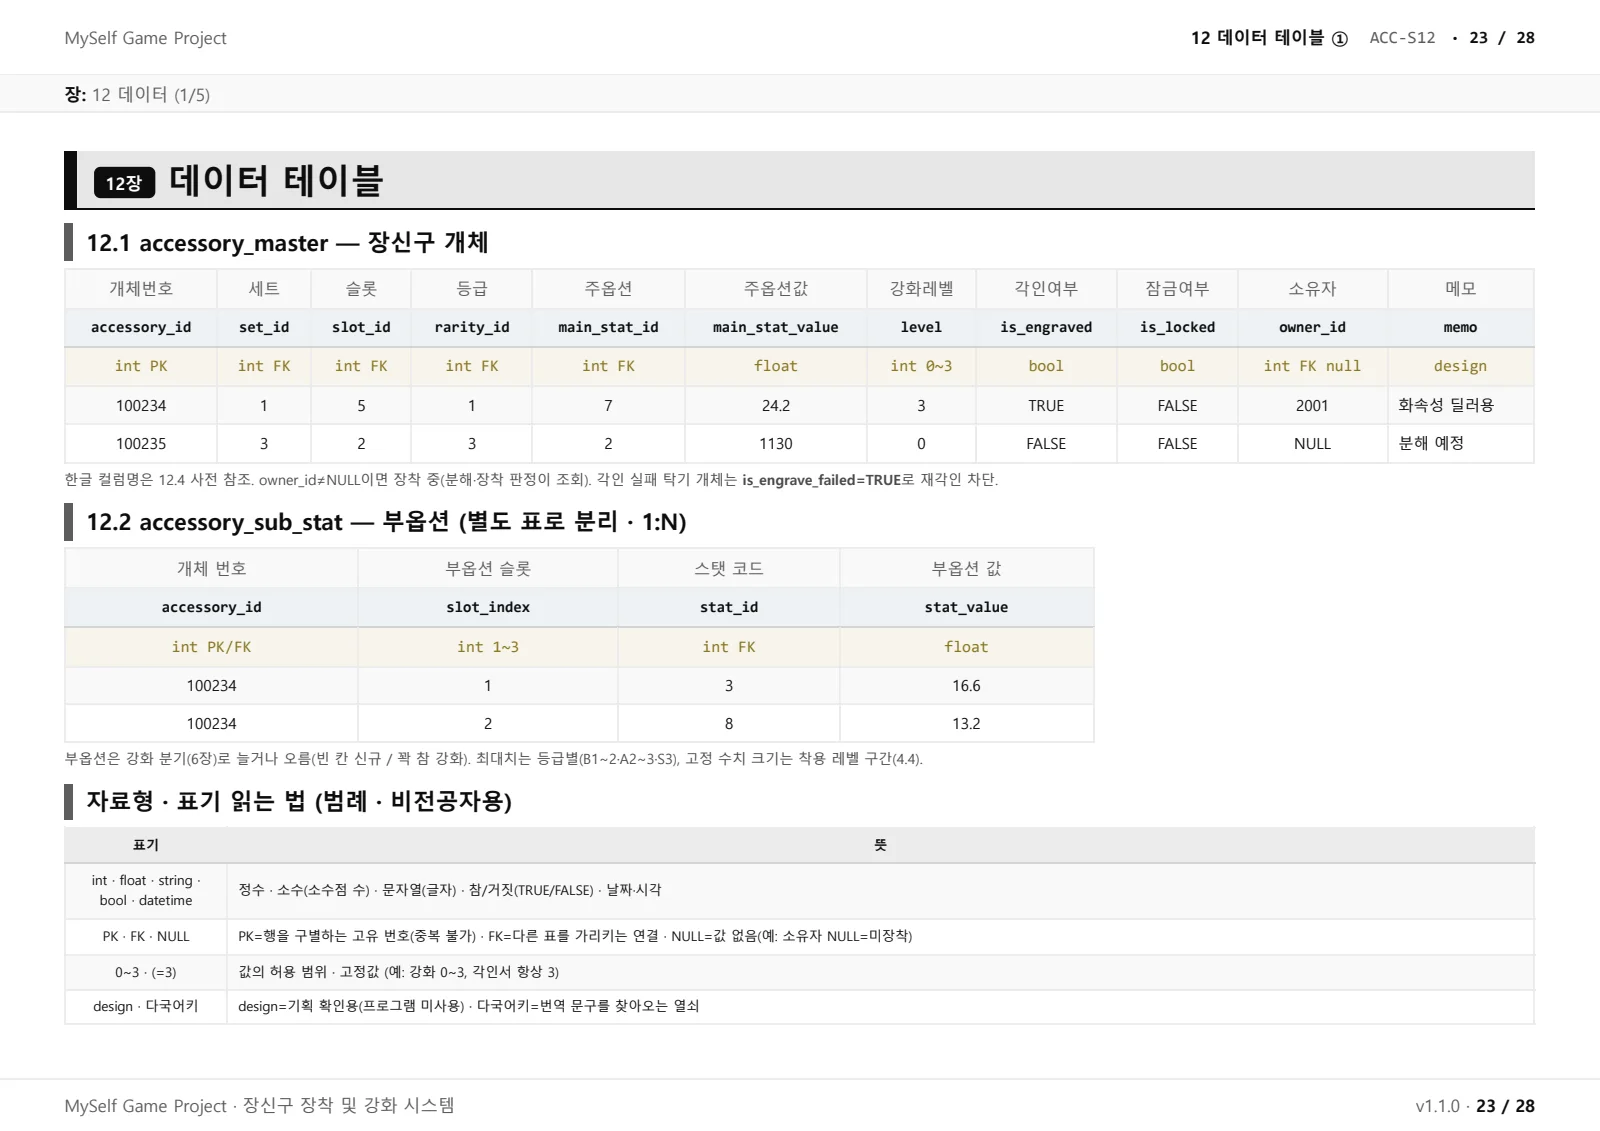 MySelf Game Project
12 데이터 테이블 ① ACC-S12 · 23 / 28
장: 12 데이터 (1/5)
12장 데이터 테이블
12.1 accessory_master — 장신구 개체
개체번호 세트 슬롯 등급 주옵션 주옵션값 강화레벨 각인여부 잠금여부 소유자 메모
accessory_id set_id slot_id rarity_id main_stat_id main_stat_value level is_engraved is_locked owner_id memo
int PK int FK int FK int FK int FK float int 0~3 bool bool int FK null design
100234 1 5 1 7 24.2 3 TRUE FALSE 2001 화속성 딜러용
100235 3 2 3 2 1130 0 FALSE FALSE NULL 분해 예정
한글 컬럼명은 12.4 사전 참조. owner_id≠NULL이면 장착 중(분해·장착 판정이 조회). 각인 실패 탁기 개체는 is_engrave_failed=TRUE로 재각인 차단.
12.2 accessory_sub_stat — 부옵션 (별도 표로 분리 · 1:N)
개체 번호 부옵션 슬롯 스탯 코드 부옵션 값
accessory_id slot_index stat_id stat_value
int PK/FK int 1~3 int FK float
100234 1 3 16.6
100234 2 8 13.2
부옵션은 강화 분기(6장)로 늘거나 오름(빈 칸 신규 / 꽉 참 강화). 최대치는 등급별(B1~2·A2~3·S3), 고정 수치 크기는 착용 레벨 구간(4.4).
자료형 · 표기 읽는 법 (범례 · 비전공자용)
표기 뜻
int · float · string ·
bool · datetime
정수 · 소수(소수점 수) · 문자열(글자) · 참/거짓(TRUE/FALSE) · 날짜·시각
PK · FK · NULL PK=행을 구별하는 고유 번호(중복 불가) · FK=다른 표를 가리키는 연결 · NULL=값 없음(예: 소유자 NULL=미장착)
0~3 · (=3) 값의 허용 범위 · 고정값 (예: 강화 0~3, 각인서 항상 3)
design · 다국어키 design=기획 확인용(프로그램 미사용) · 다국어키=번역 문구를 찾아오는 열쇠
MySelf Game Project · 장신구 장착 및 강화 시스템
v1.1.0 · 23 / 28